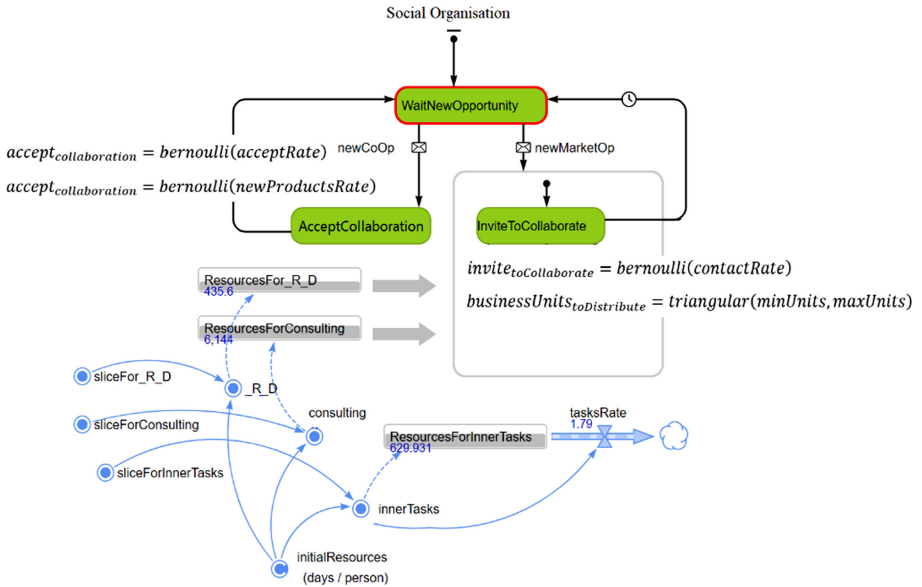 Social Organisation
WaitNewOpportunity
newCoOp
newMarketOp
accept_collaboration = bernoulli(acceptRate)
accept_collaboration = bernoulli(newProductsRate)
AcceptCollaboration
InviteToCollaborate
invite_toCollaborate = bernoulli(contactRate)
businessUnits_toDistribute = triangular(minUnits, maxUnits)
ResourcesFor_R_D
435.6
ResourcesForConsulting
6,144
sliceFor_R_D
_R_D
sliceForConsulting
consulting
tasksRate
1.79
ResourcesForInnerTasks
629.931
sliceForInnerTasks
innerTasks
initialResources
(days / person)